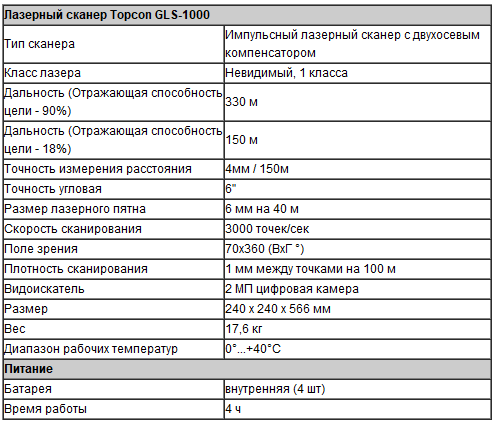 Лазерный сканер Topcon GLS-1000
Тип сканера
Импульсный лазерный сканер с двухосевым
компенсатором
Класс лазера
Невидимый, 1 класса
Дальность (Отражающая способность
цели - 90%)
330 м
Дальность (Отражающая способность
цели - 18%)
150 м
Точность измерения расстояния
4мм / 150м
Точность угловая
6"
Размер лазерного пятна
6 мм на 40 м
Скорость сканирования
3000 точек/сек
Поле зрения
70x360 (ВхГ °)
Плотность сканирования
1 мм между точками на 100 м
Видоискатель
2 МП цифровая камера
Размер
240 x 240 x 566 мм
Вес
17,6 кг
Диапазон рабочих температур
0°...+40°C
Питание
Батарея
внутренняя (4 шт)
Время работы
4 ч